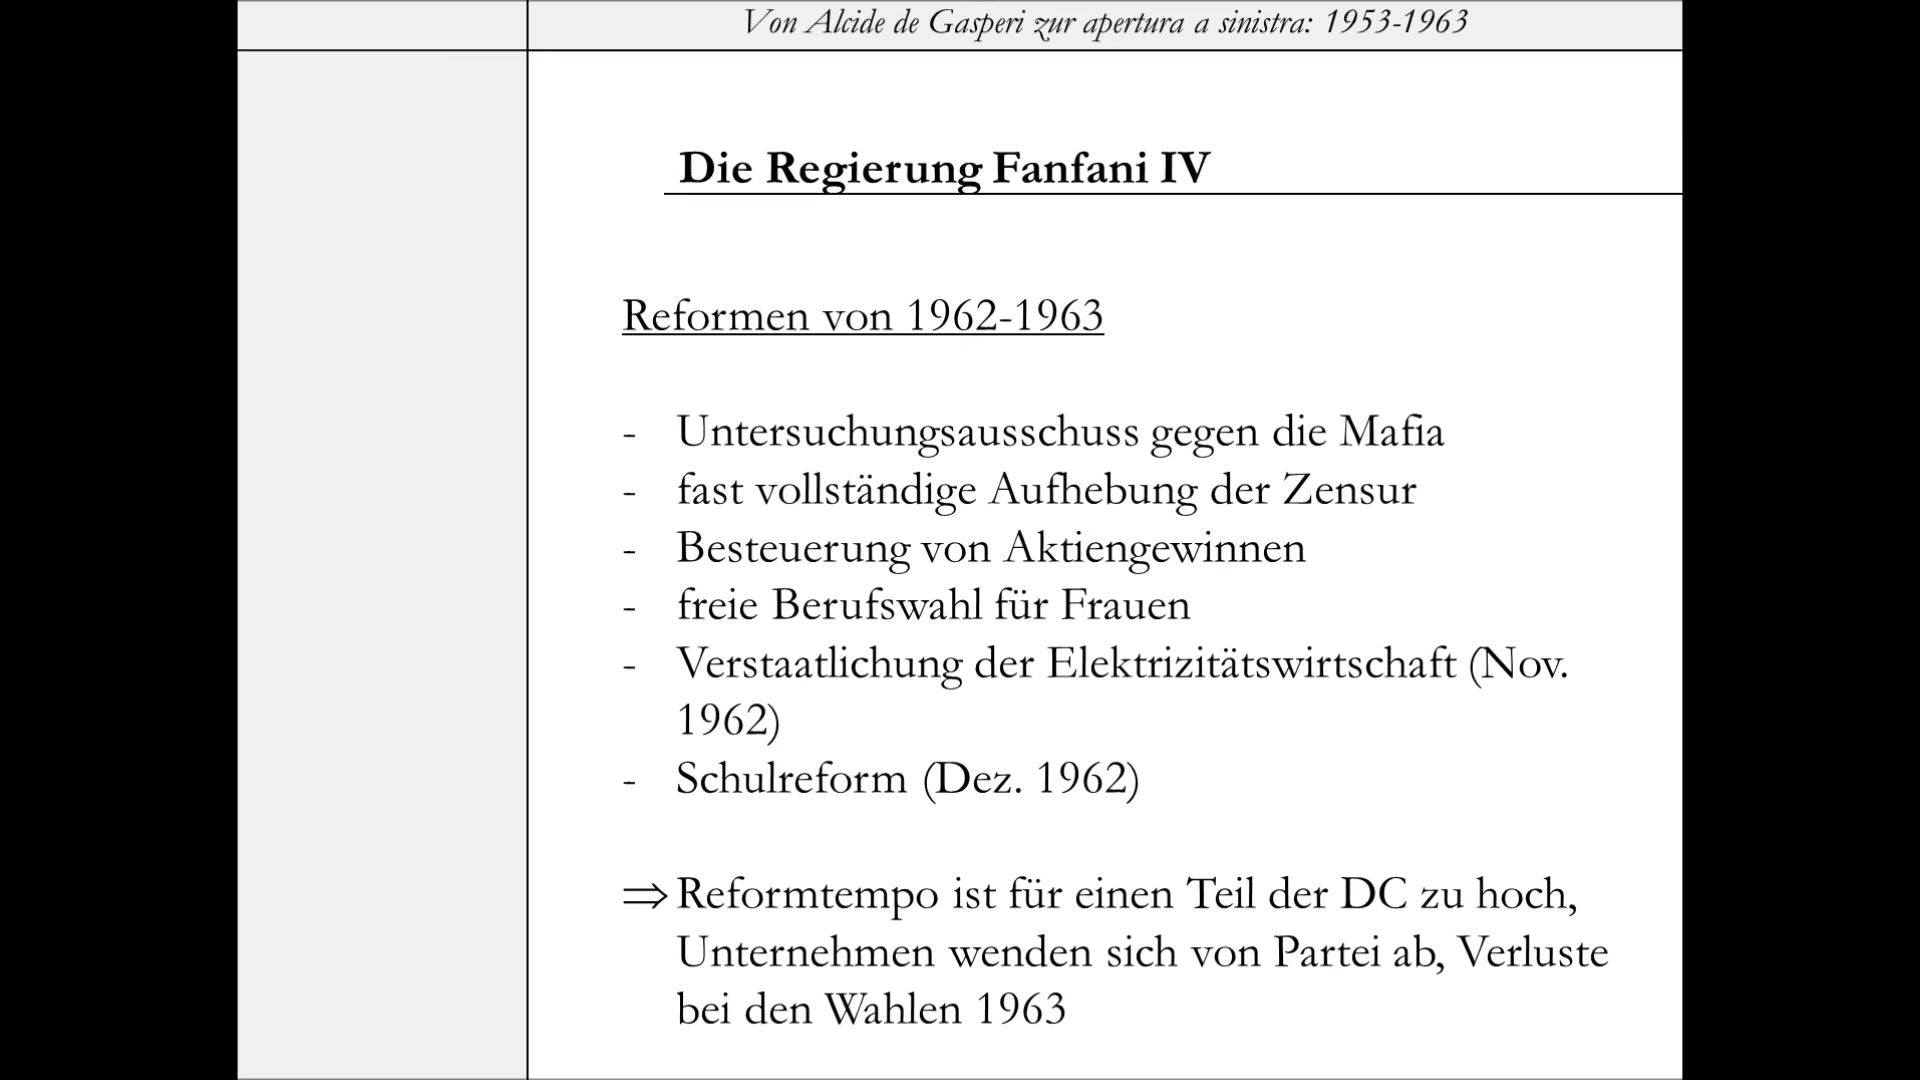 Von Alcide de Gasperi zur apertura a sinistra: 1953-1963
Die Regierung Fanfani IV
Reformen von 1962-1963
- Untersuchungsausschuss gegen die Mafia
- fast vollständige Aufhebung der Zensur
- Besteuerung von Aktiengewinnen
- freie Berufswahl für Frauen
- Verstaatlichung der Elektrizitätswirtschaft (Nov.
1962)
- Schulreform (Dez. 1962)
⇒ Reformtempo ist für einen Teil der DC zu hoch,
Unternehmen wenden sich von Partei ab, Verluste
bei den Wahlen 1963